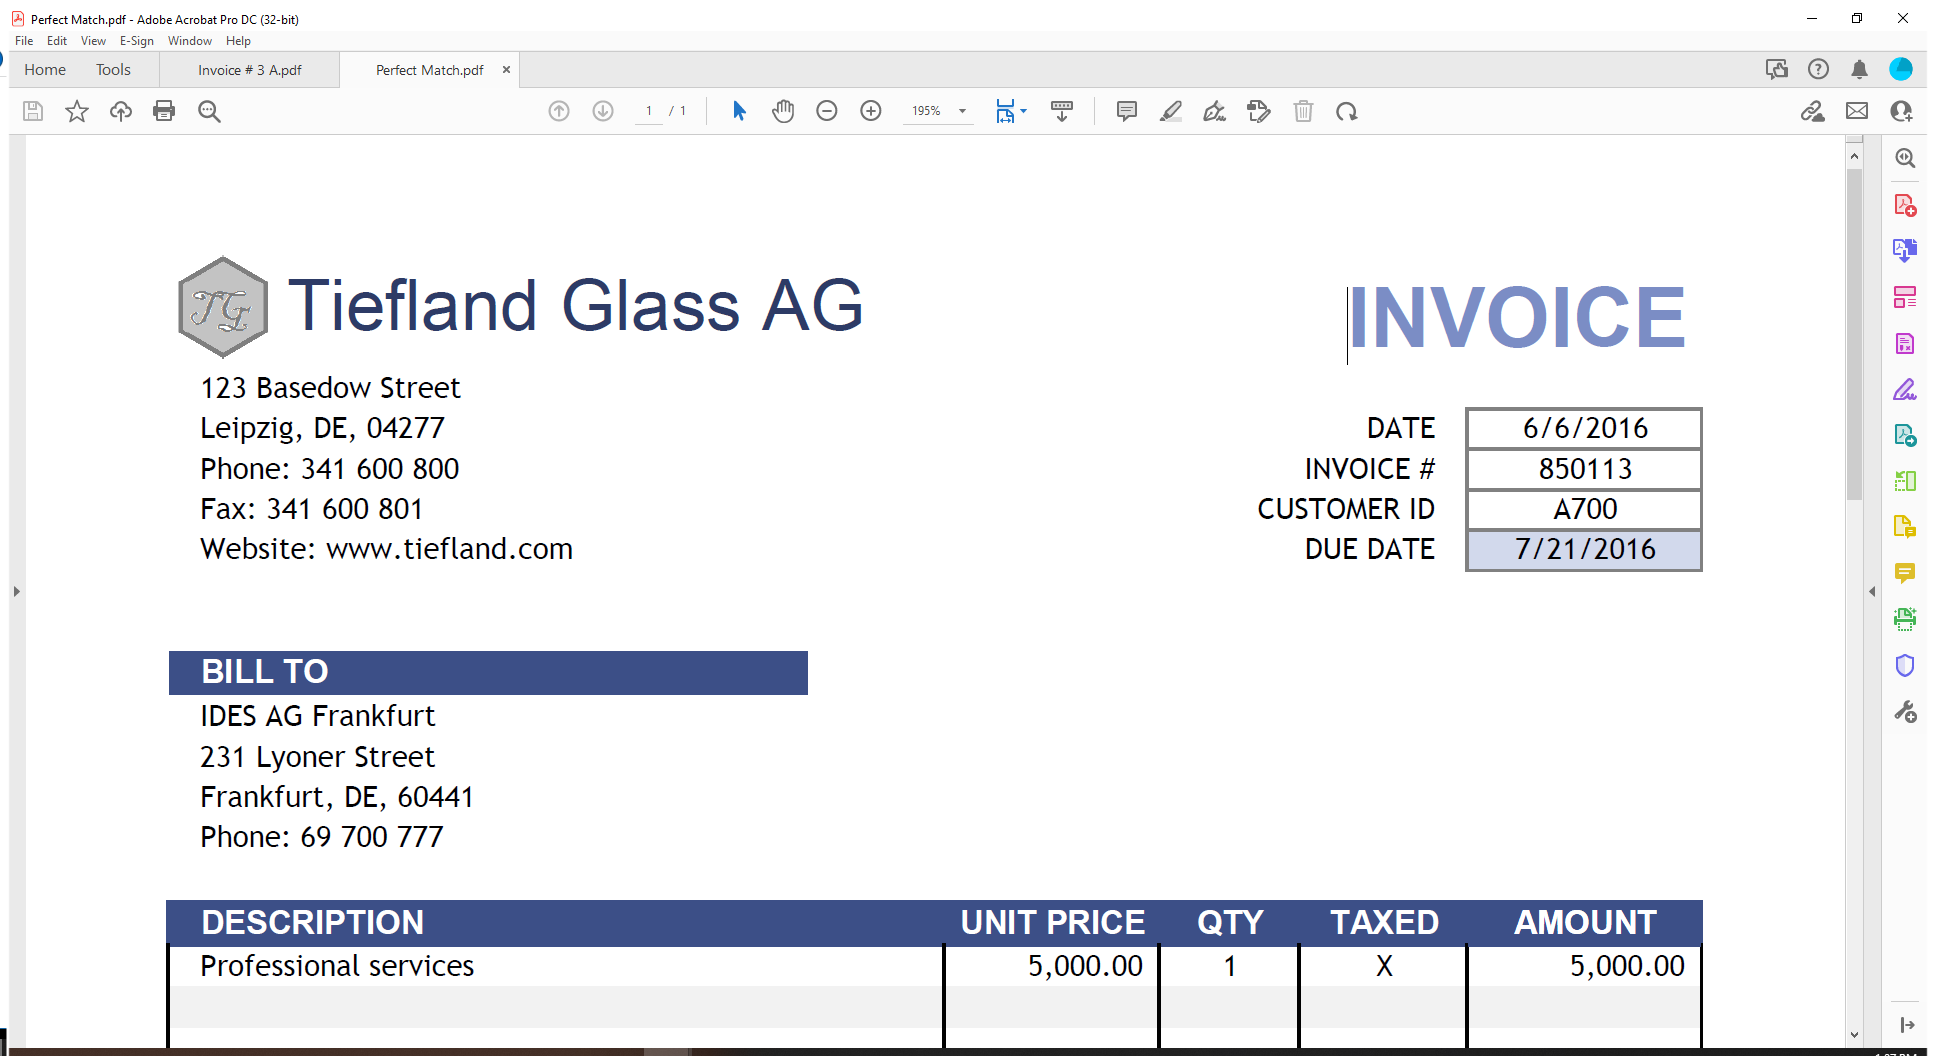 Perfect Match.pdf - Adobe Acrobat Pro DC (32-bit)
File Edit View E-Sign Window Help
Home Tools Invoice # 3 A.pdf Perfect Match.pdf ×
1 / 1 195%
TG Tiefland Glass AG
INVOICE
123 Basedow Street
Leipzig, DE, 04277
Phone: 341 600 800
Fax: 341 600 801
Website: www.tiefland.com
DATE 6/6/2016
INVOICE # 850113
CUSTOMER ID A700
DUE DATE 7/21/2016
BILL TO
IDES AG Frankfurt
231 Lyoner Street
Frankfurt, DE, 60441
Phone: 69 700 777
DESCRIPTION UNIT PRICE QTY TAXED AMOUNT
Professional services 5,000.00 1 X 5,000.00